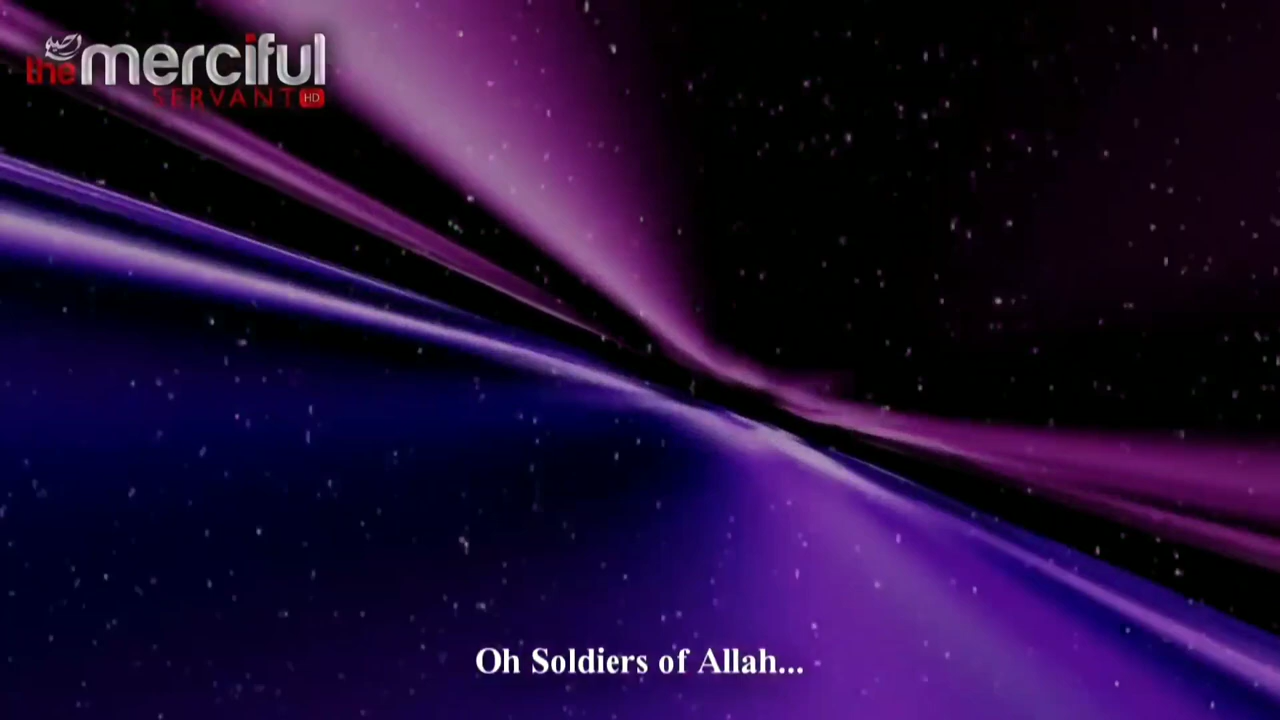 the merciful
SERVANT HD
Oh Soldiers of Allah...